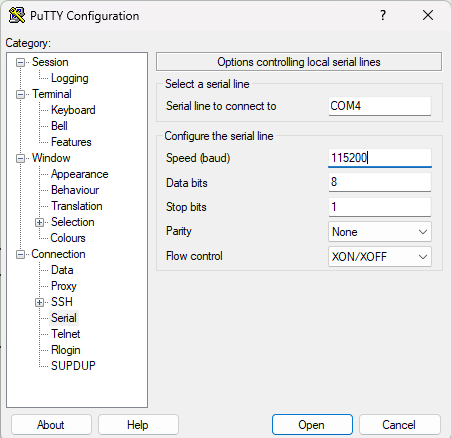 PuTTY Configuration
?
Category:
Session
Logging
Terminal
Keyboard
Bell
Features
Window
Appearance
Behaviour
Translation
Selection
Colours
Connection
Data
Proxy
SSH
Serial
Telnet
Rlogin
SUPDUP
Options controlling local serial lines
Select a serial line
Serial line to connect to COM4
Configure the serial line
Speed (baud) 115200
Data bits 8
Stop bits 1
Parity None
Flow control XON/XOFF
About Help Open Cancel